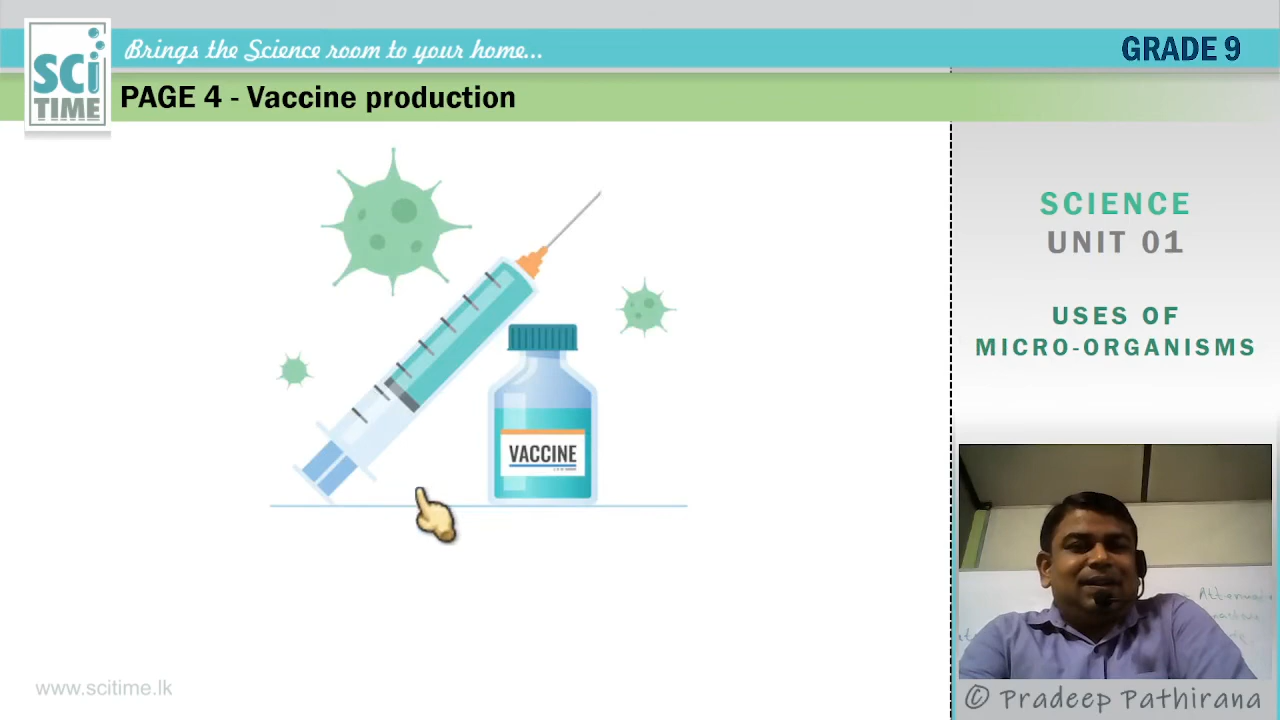 SCi
TIME
Brings the Science room to your home...
GRADE 9
PAGE 4 - Vaccine production
SCIENCE
UNIT 01
USES OF
MICRO-ORGANISMS
VACCINE
www.scitime.lk
© Pradeep Pathirana